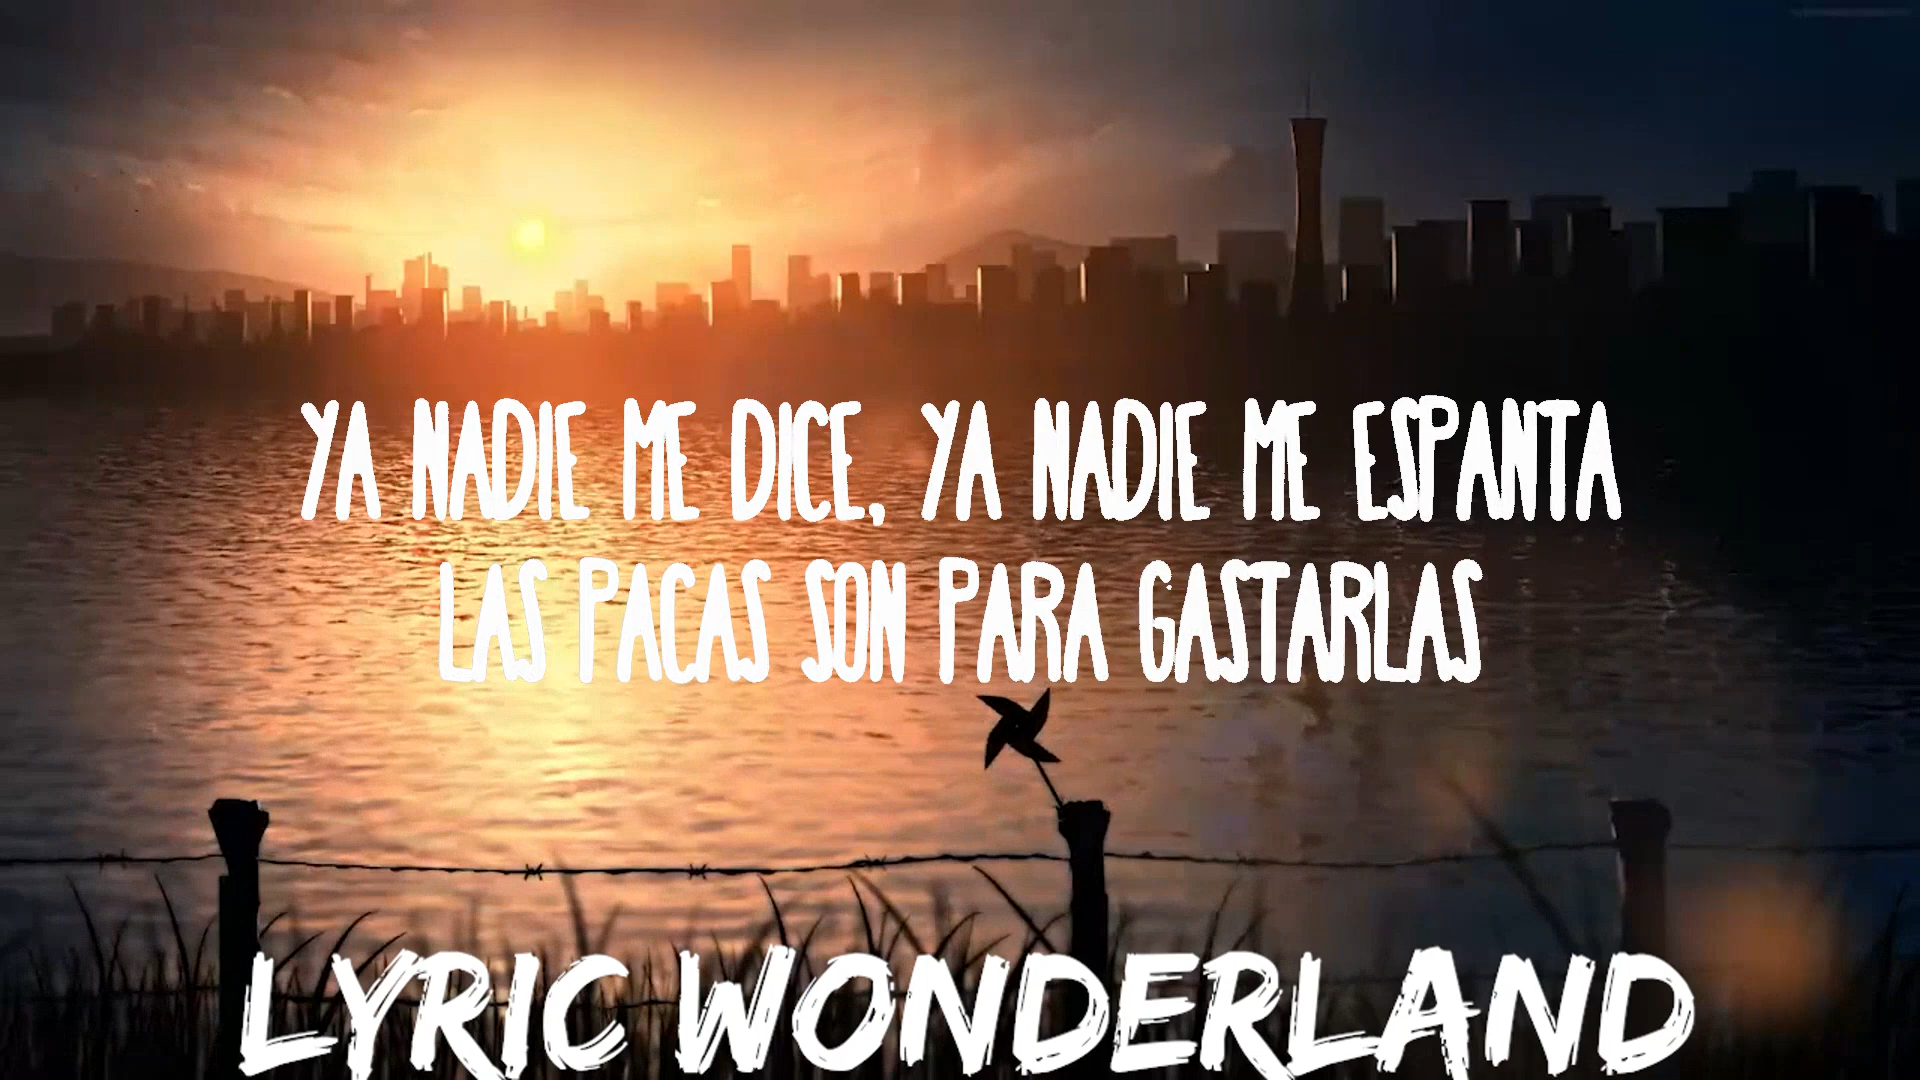 YA NADIE ME DICE, YA NADIE ME ESPANTA
LAS PACAS SON PARA GASTARLAS
LYRIC WONDERLAND